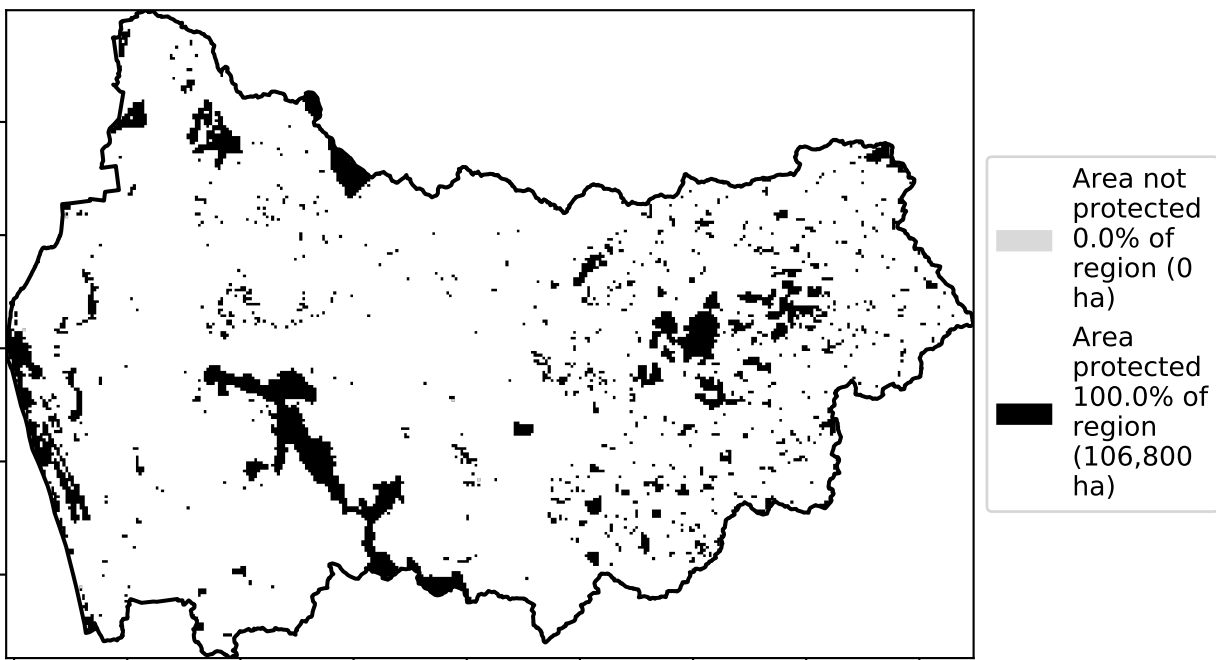 Area not
protected
0.0% of
region (0
ha)
Area
protected
100.0% of
region
(106,800
ha)